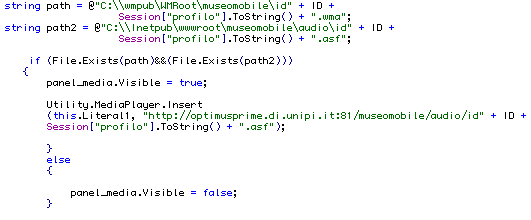 string path = @"C:\\wmpub\WMRoot\museomobile\id" + ID +
Session["profilo"].ToString() + ".wma";
string path2 = @"C:\\Inetpub\wwwroot\museomobile\audio\id" + ID +
Session["profilo"].ToString() + ".asf";
if (File.Exists(path)&&(File.Exists(path2)))
{
panel_media.Visible = true;
Utility.MediaPlayer.Insert
(this.Literal1, "http://optimusprime.di.unipi.it:81/museomobile/audio/id" + ID +
Session["profilo"].ToString() + ".asf");
}
else
{
panel_media.Visible = false;
}